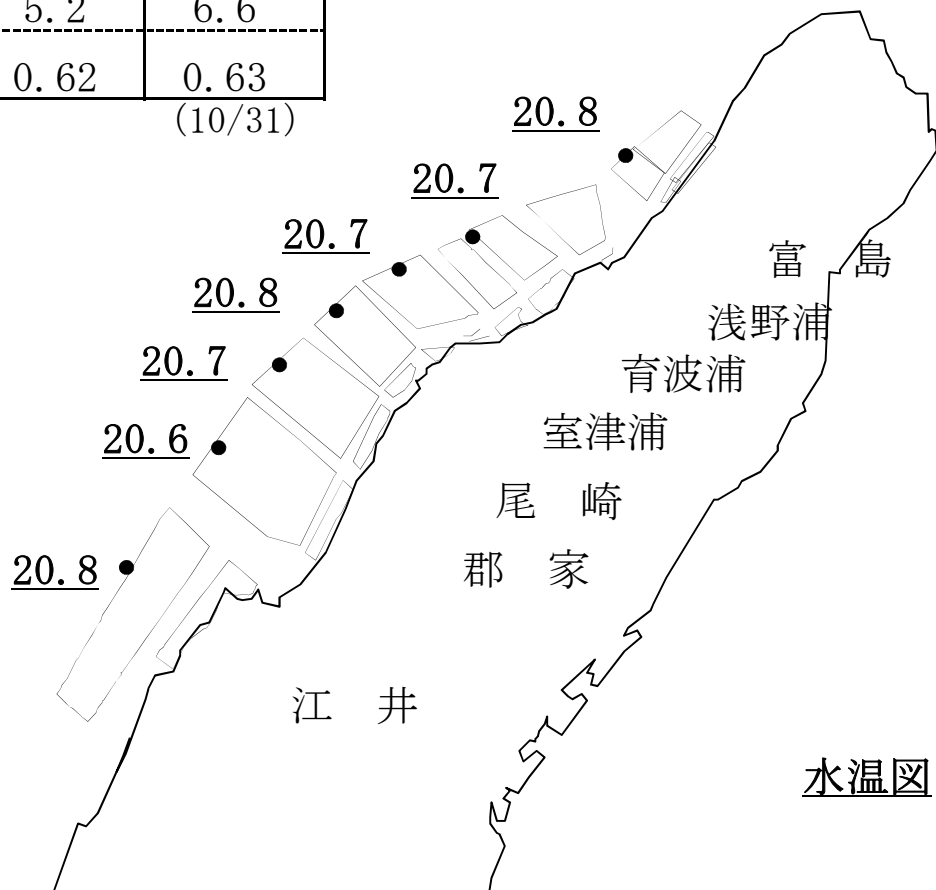 5.2 6.6
0.62 0.63
(10/31)
20.8
20.7
20.7
富 島
20.8
浅野浦
20.7
育波浦
20.6
室津浦
尾 崎
20.8
郡 家
江 井
水温図